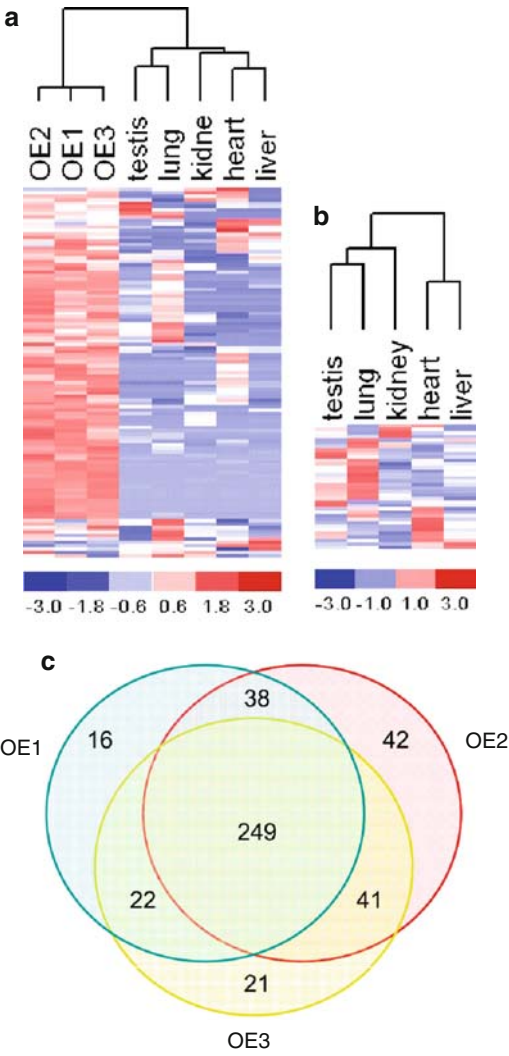 a
OE2 OE1 OE3 testis lung kidne heart liver
-3.0 -1.8 -0.6 0.6 1.8 3.0
b
testis lung kidney heart liver
-3.0 -1.0 1.0 3.0
c
38
OE1 16 42 OE2
249
22 41
21
OE3